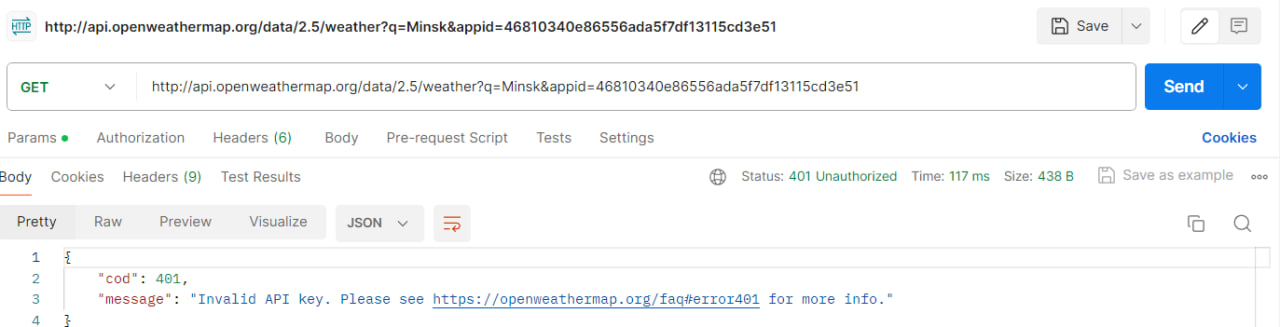 HTTP http://api.openweathermap.org/data/2.5/weather?q=Minsk&appid=46810340e86556ada5f7df13115cd3e51 Save
GET http://api.openweathermap.org/data/2.5/weather?q=Minsk&appid=46810340e86556ada5f7df13115cd3e51 Send
Params Authorization Headers (6) Body Pre-request Script Tests Settings Cookies
Body Cookies Headers (9) Test Results Status: 401 Unauthorized Time: 117 ms Size: 438 B Save as example
Pretty Raw Preview Visualize JSON
1 {
2 "cod": 401,
3 "message": "Invalid API key. Please see https://openweathermap.org/faq#error401 for more info."
4 }